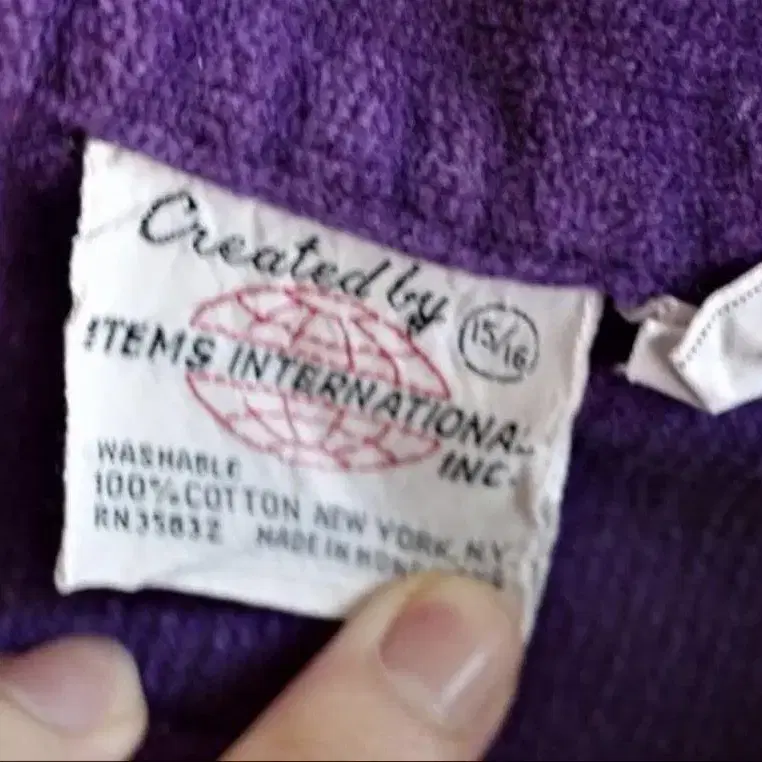 Created by
15/16
ITEMS INTERNATIONAL
INC.
WASHABLE
100% COTTON NEW YORK, N.Y.
RN35832 MADE IN